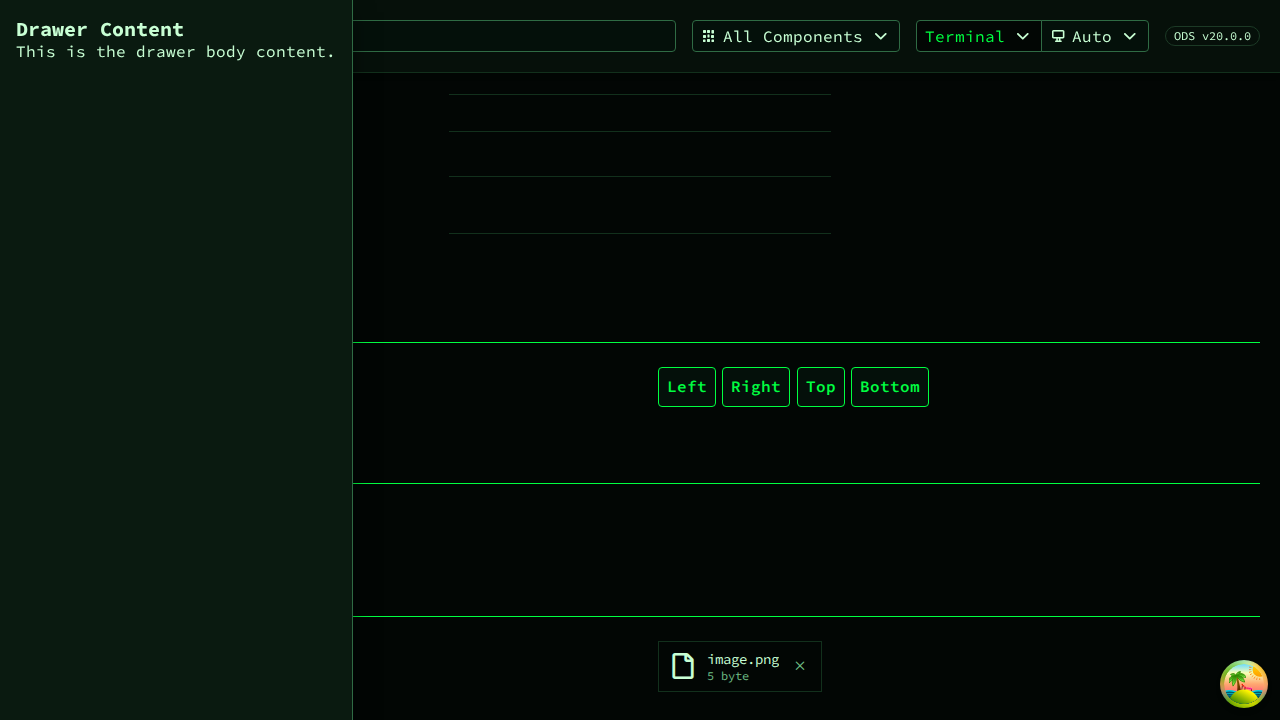 Drawer Content
This is the drawer body content.
All Components
Terminal
Auto
ODS v20.0.0
Left
Right
Top
Bottom
image.png
5 byte